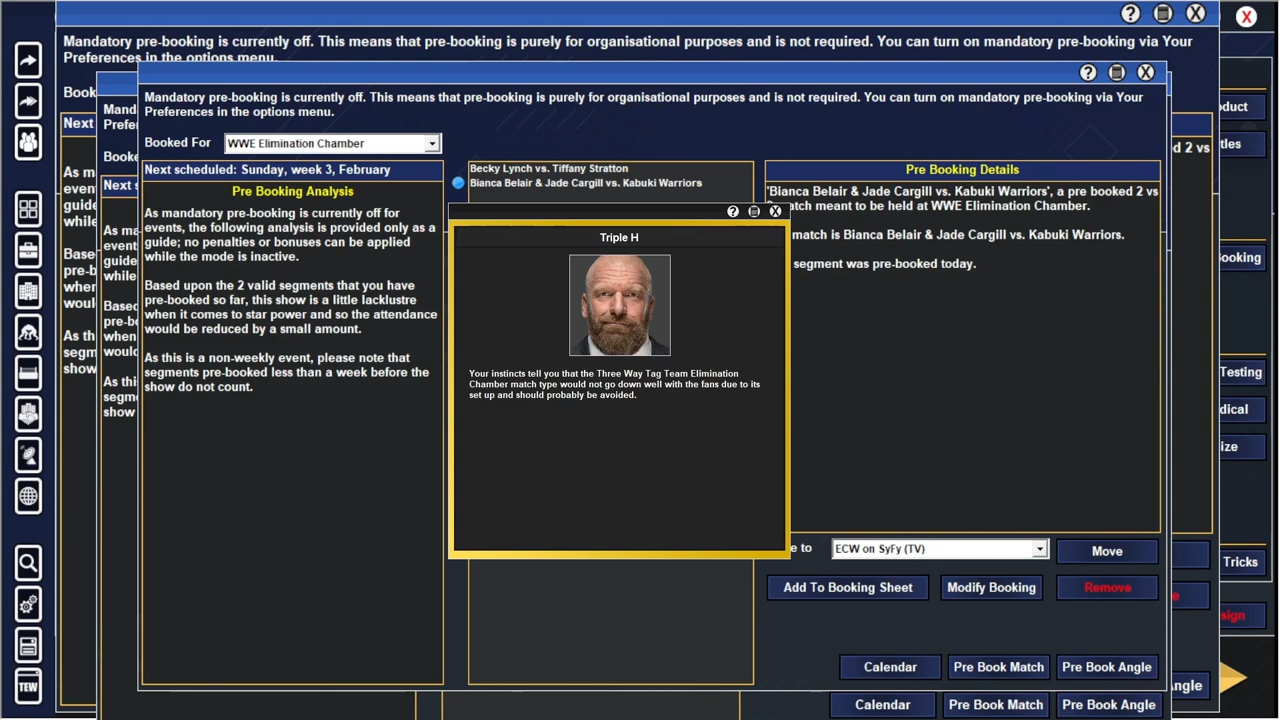 Mandatory pre-booking is currently off. This means that pre-booking is purely for organisational purposes and is not required. You can turn on mandatory pre-booking via Your
Preferences in the options menu.
Mandatory pre-booking is currently off. This means that pre-booking is purely for organisational purposes and is not required. You can turn on mandatory pre-booking via Your
Preferences in the options menu.
Booked For
WWE Elimination Chamber
Next scheduled: Sunday, week 3, February
Pre Booking Analysis
As mandatory pre-booking is currently off for
events, the following analysis is provided only as a
guide; no penalties or bonuses can be applied
while the mode is inactive.
Based upon the 2 valid segments that you have
pre-booked so far, this show is a little lacklustre
when it comes to star power and so the attendance
would be reduced by a small amount.
As this is a non-weekly event, please note that
segments pre-booked less than a week before the
show do not count.
Becky Lynch vs. Tiffany Stratton
Bianca Belair & Jade Cargill vs. Kabuki Warriors
Triple H
Your instincts tell you that the Three Way Tag Team Elimination
Chamber match type would not go down well with the fans due to its
set up and should probably be avoided.
Pre Booking Details
'Bianca Belair & Jade Cargill vs. Kabuki Warriors', a pre booked 2 vs
match meant to be held at WWE Elimination Chamber.
match is Bianca Belair & Jade Cargill vs. Kabuki Warriors.
segment was pre-booked today.
to
ECW on SyFy (TV)
Move
Add To Booking Sheet
Modify Booking
Remove
Calendar
Pre Book Match
Pre Book Angle
Calendar
Pre Book Match
Pre Book Angle
d 2 vs
Testing
Tricks
TEW